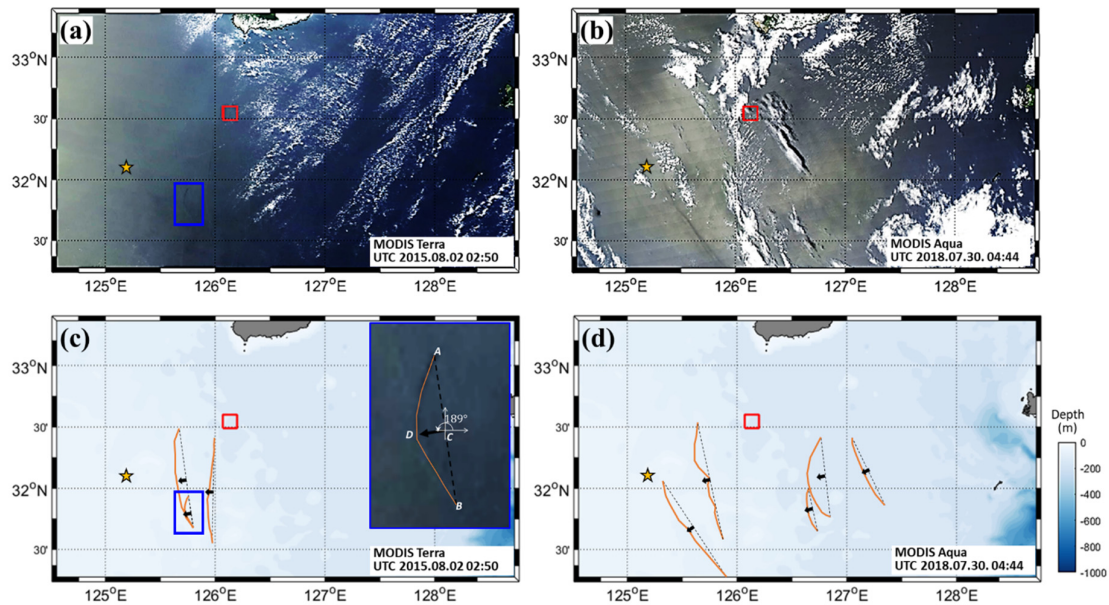 (a)
33°N
30'
32°N
30'
MODIS Terra
UTC 2015.08.02 02:50
125°E
126°E
127°E
128°E
(b)
33°N
30'
32°N
30'
MODIS Aqua
UTC 2018.07.30. 04:44
125°E
126°E
127°E
128°E
(c)
33°N
30'
32°N
30'
A
189°
D
C
B
MODIS Terra
UTC 2015.08.02 02:50
125°E
126°E
127°E
128°E
(d)
33°N
30'
32°N
30'
MODIS Aqua
UTC 2018.07.30. 04:44
125°E
126°E
127°E
128°E
Depth
(m)
0
-200
-400
-600
-800
-1000